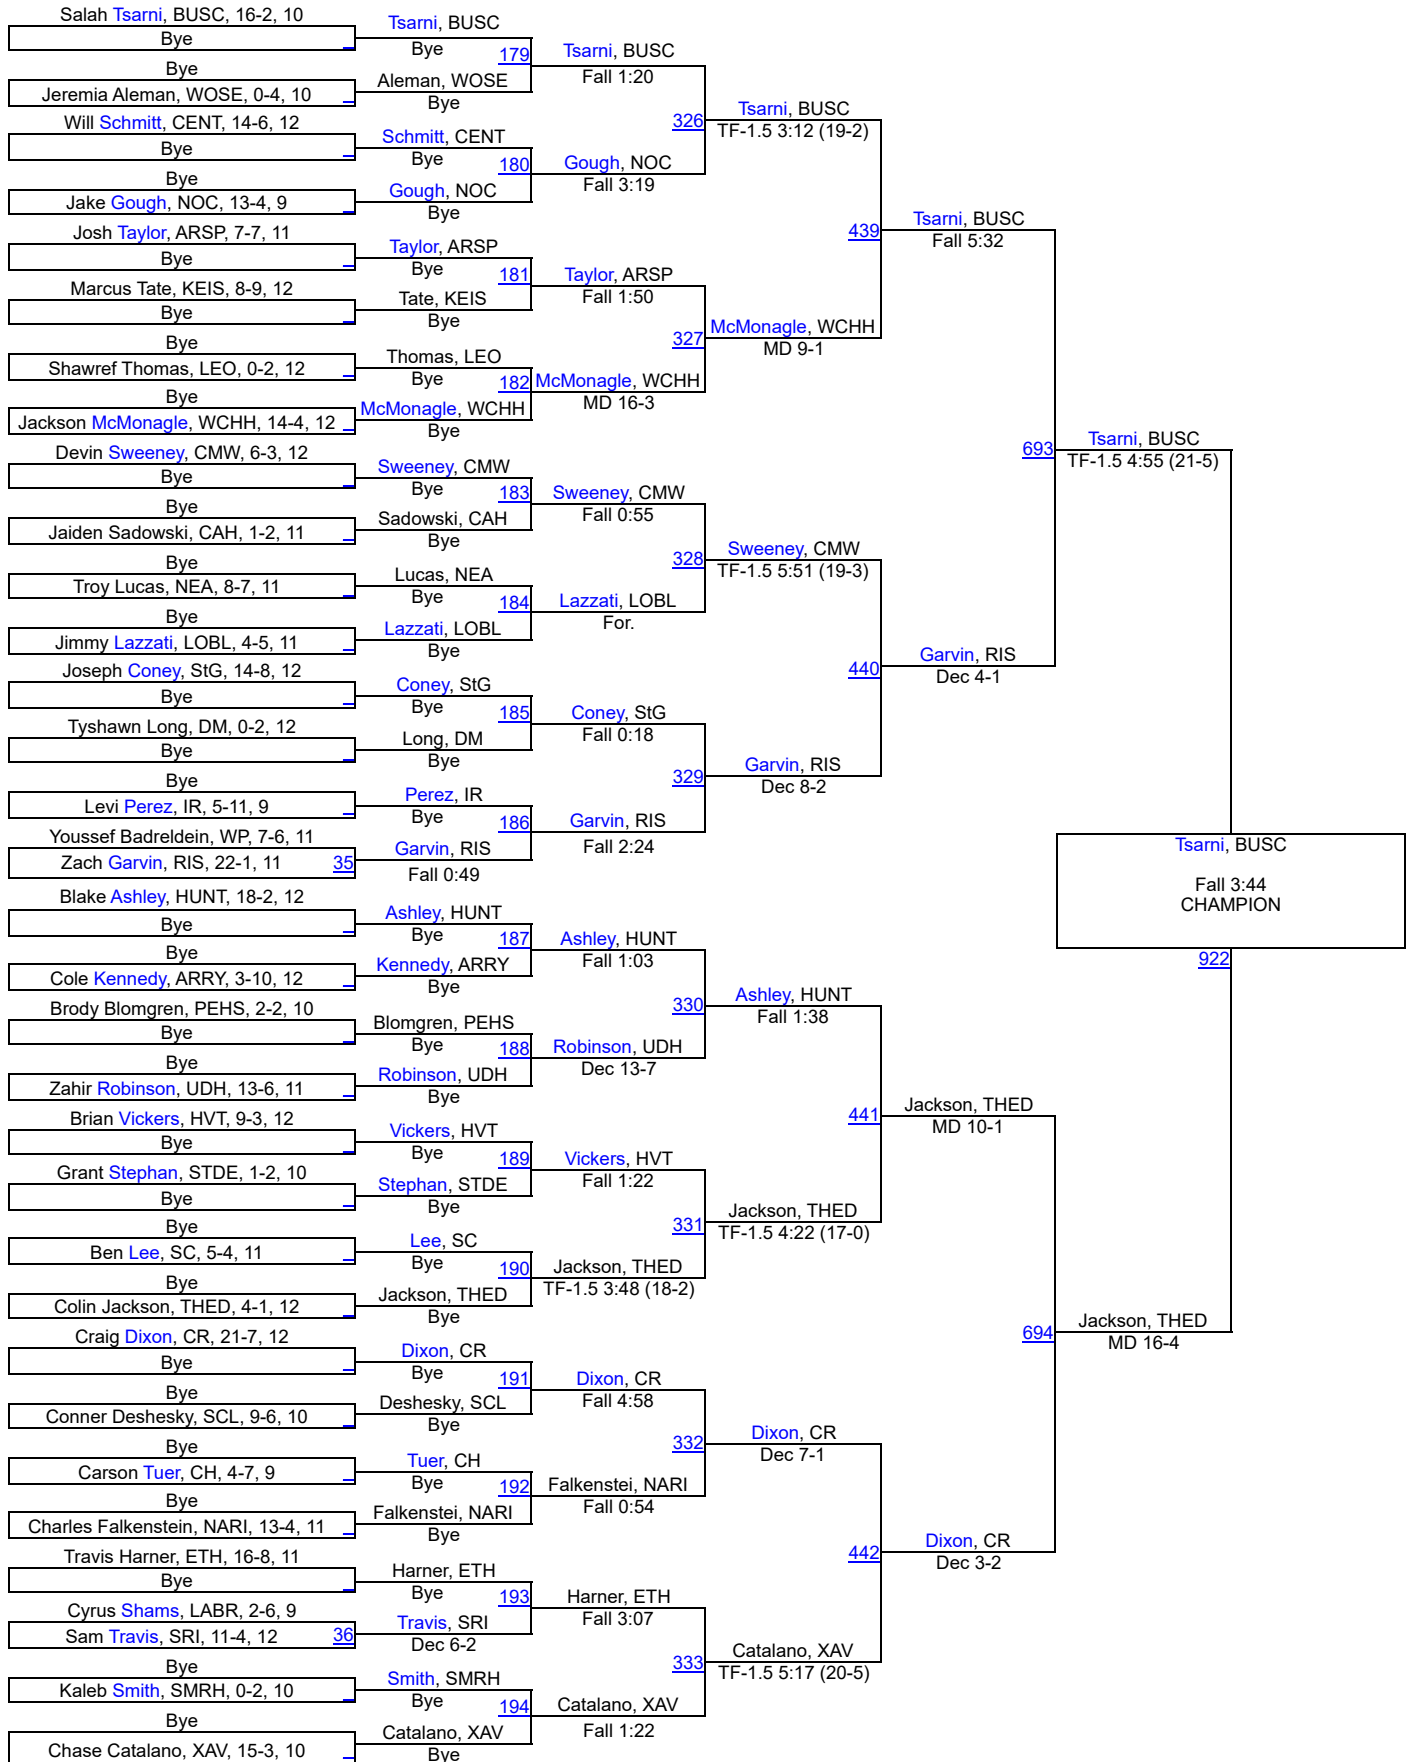 Salah Tsarni, BUSC, 16-2, 10
Bye
Bye
Jeremia Aleman, WOSE, 0-4, 10
Will Schmitt, CENT, 14-6, 12
Bye
Bye
Jake Gough, NOC, 13-4, 9
Josh Taylor, ARSP, 7-7, 11
Bye
Marcus Tate, KEIS, 8-9, 12
Bye
Bye
Shawref Thomas, LEO, 0-2, 12
Bye
Jackson McMonagle, WCHH, 14-4, 12
Devin Sweeney, CMW, 6-3, 12
Bye
Bye
Jaiden Sadowski, CAH, 1-2, 11
Bye
Troy Lucas, NEA, 8-7, 11
Bye
Jimmy Lazzati, LOBL, 4-5, 11
Joseph Coney, StG, 14-8, 12
Bye
Tyshawn Long, DM, 0-2, 12
Bye
Bye
Levi Perez, IR, 5-11, 9
Youssef Badreldein, WP, 7-6, 11
Zach Garvin, RIS, 22-1, 11
35
Blake Ashley, HUNT, 18-2, 12
Bye
Bye
Cole Kennedy, ARRY, 3-10, 12
Brody Blomgren, PEHS, 2-2, 10
Bye
Bye
Zahir Robinson, UDH, 13-6, 11
Brian Vickers, HVT, 9-3, 12
Bye
Grant Stephan, STDE, 1-2, 10
Bye
Bye
Ben Lee, SC, 5-4, 11
Bye
Colin Jackson, THED, 4-1, 12
Craig Dixon, CR, 21-7, 12
Bye
Bye
Conner Deshesky, SCL, 9-6, 10
Bye
Carson Tuer, CH, 4-7, 9
Bye
Charles Falkenstein, NARI, 13-4, 11
Travis Harner, ETH, 16-8, 11
Bye
Cyrus Shams, LABR, 2-6, 9
Sam Travis, SRI, 11-4, 12
36
Bye
Kaleb Smith, SMRH, 0-2, 10
Bye
Chase Catalano, XAV, 15-3, 10
Tsarni, BUSC
Bye
179
Aleman, WOSE
Bye
Schmitt, CENT
Bye
180
Gough, NOC
Bye
Taylor, ARSP
Bye
181
Tate, KEIS
Bye
Thomas, LEO
Bye
182
McMonagle, WCHH
Bye
Sweeney, CMW
Bye
183
Sadowski, CAH
Bye
Lucas, NEA
Bye
184
Lazzati, LOBL
Bye
Coney, StG
Bye
185
Long, DM
Bye
Perez, IR
Bye
186
Garvin, RIS
Fall 0:49
Ashley, HUNT
Bye
187
Kennedy, ARRY
Bye
Blomgren, PEHS
Bye
188
Robinson, UDH
Bye
Vickers, HVT
Bye
189
Stephan, STDE
Bye
Lee, SC
Bye
190
Jackson, THED
Bye
Dixon, CR
Bye
191
Deshesky, SCL
Bye
Tuer, CH
Bye
192
Falkenstei, NARI
Bye
Harner, ETH
Bye
193
Travis, SRI
Dec 6-2
Smith, SMRH
Bye
194
Catalano, XAV
Bye
Tsarni, BUSC
Fall 1:20
326
Gough, NOC
Fall 3:19
Taylor, ARSP
Fall 1:50
327
McMonagle, WCHH
MD 16-3
Sweeney, CMW
Fall 0:55
328
Lazzati, LOBL
For.
Coney, StG
Fall 0:18
329
Garvin, RIS
Fall 2:24
Ashley, HUNT
Fall 1:03
330
Robinson, UDH
Dec 13-7
Vickers, HVT
Fall 1:22
331
Jackson, THED
TF-1.5 3:48 (18-2)
Dixon, CR
Fall 4:58
332
Falkenstei, NARI
Fall 0:54
Harner, ETH
Fall 3:07
333
Catalano, XAV
Fall 1:22
Tsarni, BUSC
TF-1.5 3:12 (19-2)
439
McMonagle, WCHH
MD 9-1
Sweeney, CMW
TF-1.5 5:51 (19-3)
440
Garvin, RIS
Dec 8-2
Ashley, HUNT
Fall 1:38
441
Jackson, THED
TF-1.5 4:22 (17-0)
Dixon, CR
Dec 7-1
442
Catalano, XAV
TF-1.5 5:17 (20-5)
Tsarni, BUSC
Fall 5:32
693
Garvin, RIS
Dec 4-1
Jackson, THED
MD 10-1
694
Dixon, CR
Dec 3-2
Tsarni, BUSC
TF-1.5 4:55 (21-5)
Jackson, THED
MD 16-4
Tsarni, BUSC
Fall 3:44
CHAMPION
922